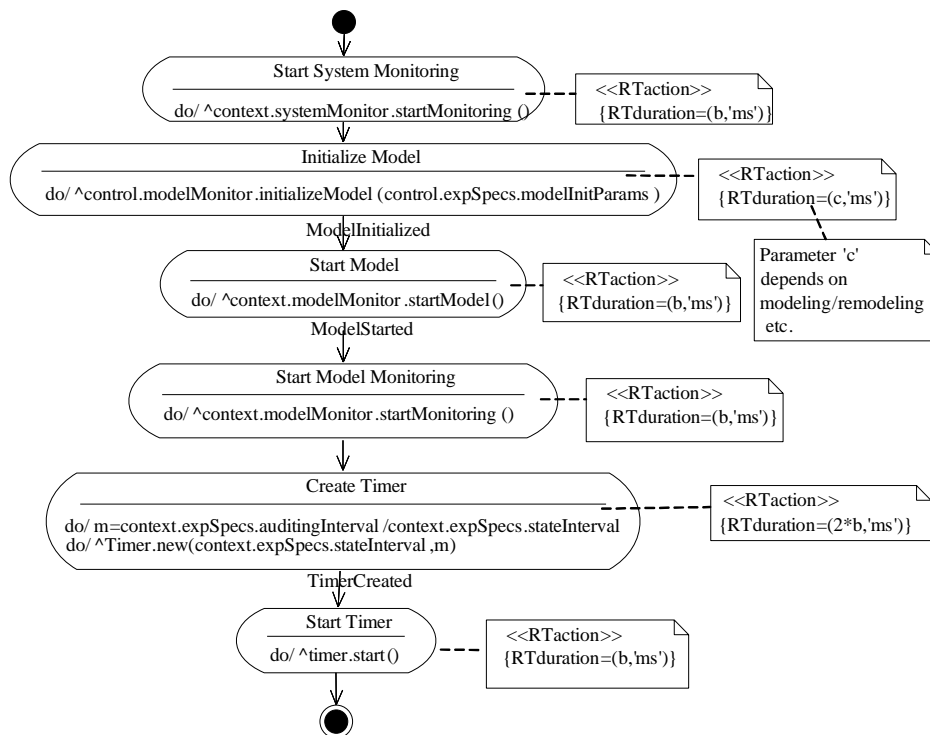 Start System Monitoring
do/ ^context.systemMonitor.startMonitoring ()
<<RTaction>>
{RTduration=(b,'ms')}
Initialize Model
do/ ^control.modelMonitor.initializeModel (control.expSpecs.modelInitParams )
<<RTaction>>
{RTduration=(c,'ms')}
Parameter 'c'
depends on
modeling/remodeling
etc.
ModelInitialized
Start Model
do/ ^context.modelMonitor.startModel()
<<RTaction>>
{RTduration=(b,'ms')}
ModelStarted
Start Model Monitoring
do/ ^context.modelMonitor.startMonitoring ()
<<RTaction>>
{RTduration=(b,'ms')}
Create Timer
do/ m=context.expSpecs.auditingInterval /context.expSpecs.stateInterval
do/ ^Timer.new(context.expSpecs.stateInterval ,m)
<<RTaction>>
{RTduration=(2*b,'ms')}
TimerCreated
Start Timer
do/ ^timer.start()
<<RTaction>>
{RTduration=(b,'ms')}